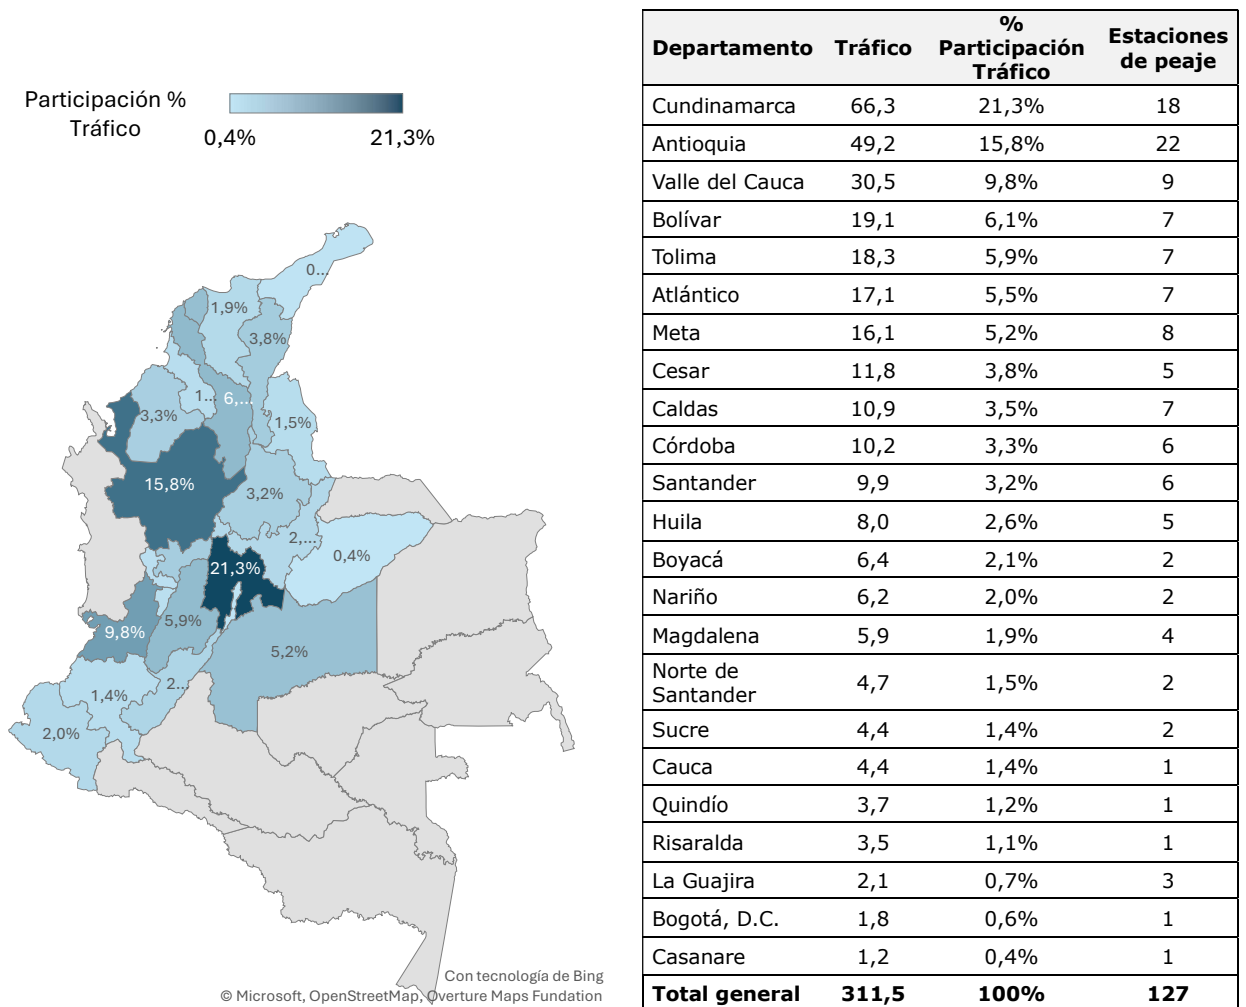 Participación %
Tráfico
0,4% 21,3%
0...
1,9%
3,8%
1...
6,...
3,3%
1,5%
15,8%
3,2%
2,...
0,4%
21,3%
5,9%
9,8%
5,2%
2...
1,4%
2,0%
Con tecnología de Bing
© Microsoft, OpenStreetMap, Overture Maps Fundation
Departamento Tráfico % Participación Tráfico Estaciones de peaje
Cundinamarca 66,3 21,3% 18
Antioquia 49,2 15,8% 22
Valle del Cauca 30,5 9,8% 9
Bolívar 19,1 6,1% 7
Tolima 18,3 5,9% 7
Atlántico 17,1 5,5% 7
Meta 16,1 5,2% 8
Cesar 11,8 3,8% 5
Caldas 10,9 3,5% 7
Córdoba 10,2 3,3% 6
Santander 9,9 3,2% 6
Huila 8,0 2,6% 5
Boyacá 6,4 2,1% 2
Nariño 6,2 2,0% 2
Magdalena 5,9 1,9% 4
Norte de Santander 4,7 1,5% 2
Sucre 4,4 1,4% 2
Cauca 4,4 1,4% 1
Quindío 3,7 1,2% 1
Risaralda 3,5 1,1% 1
La Guajira 2,1 0,7% 3
Bogotá, D.C. 1,8 0,6% 1
Casanare 1,2 0,4% 1
Total general 311,5 100% 127